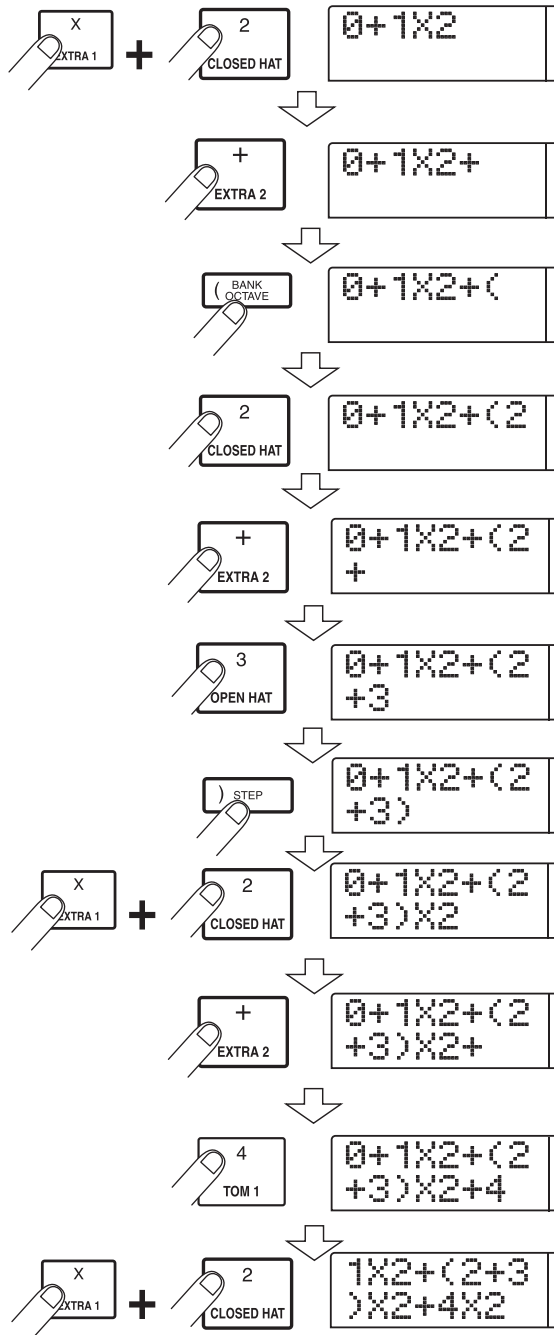 X
EXTRA 1
+
2
CLOSED HAT
0+1X2
+
EXTRA 2
0+1X2+
( BANK
OCTAVE
0+1X2+(
2
CLOSED HAT
0+1X2+(2
+
EXTRA 2
0+1X2+(2
+
3
OPEN HAT
0+1X2+(2
+3
) STEP
0+1X2+(2
+3)
X
EXTRA 1
+
2
CLOSED HAT
0+1X2+(2
+3)X2
+
EXTRA 2
0+1X2+(2
+3)X2+
4
TOM 1
0+1X2+(2
+3)X2+4
X
EXTRA 1
+
2
CLOSED HAT
1X2+(2+3
)X2+4X2